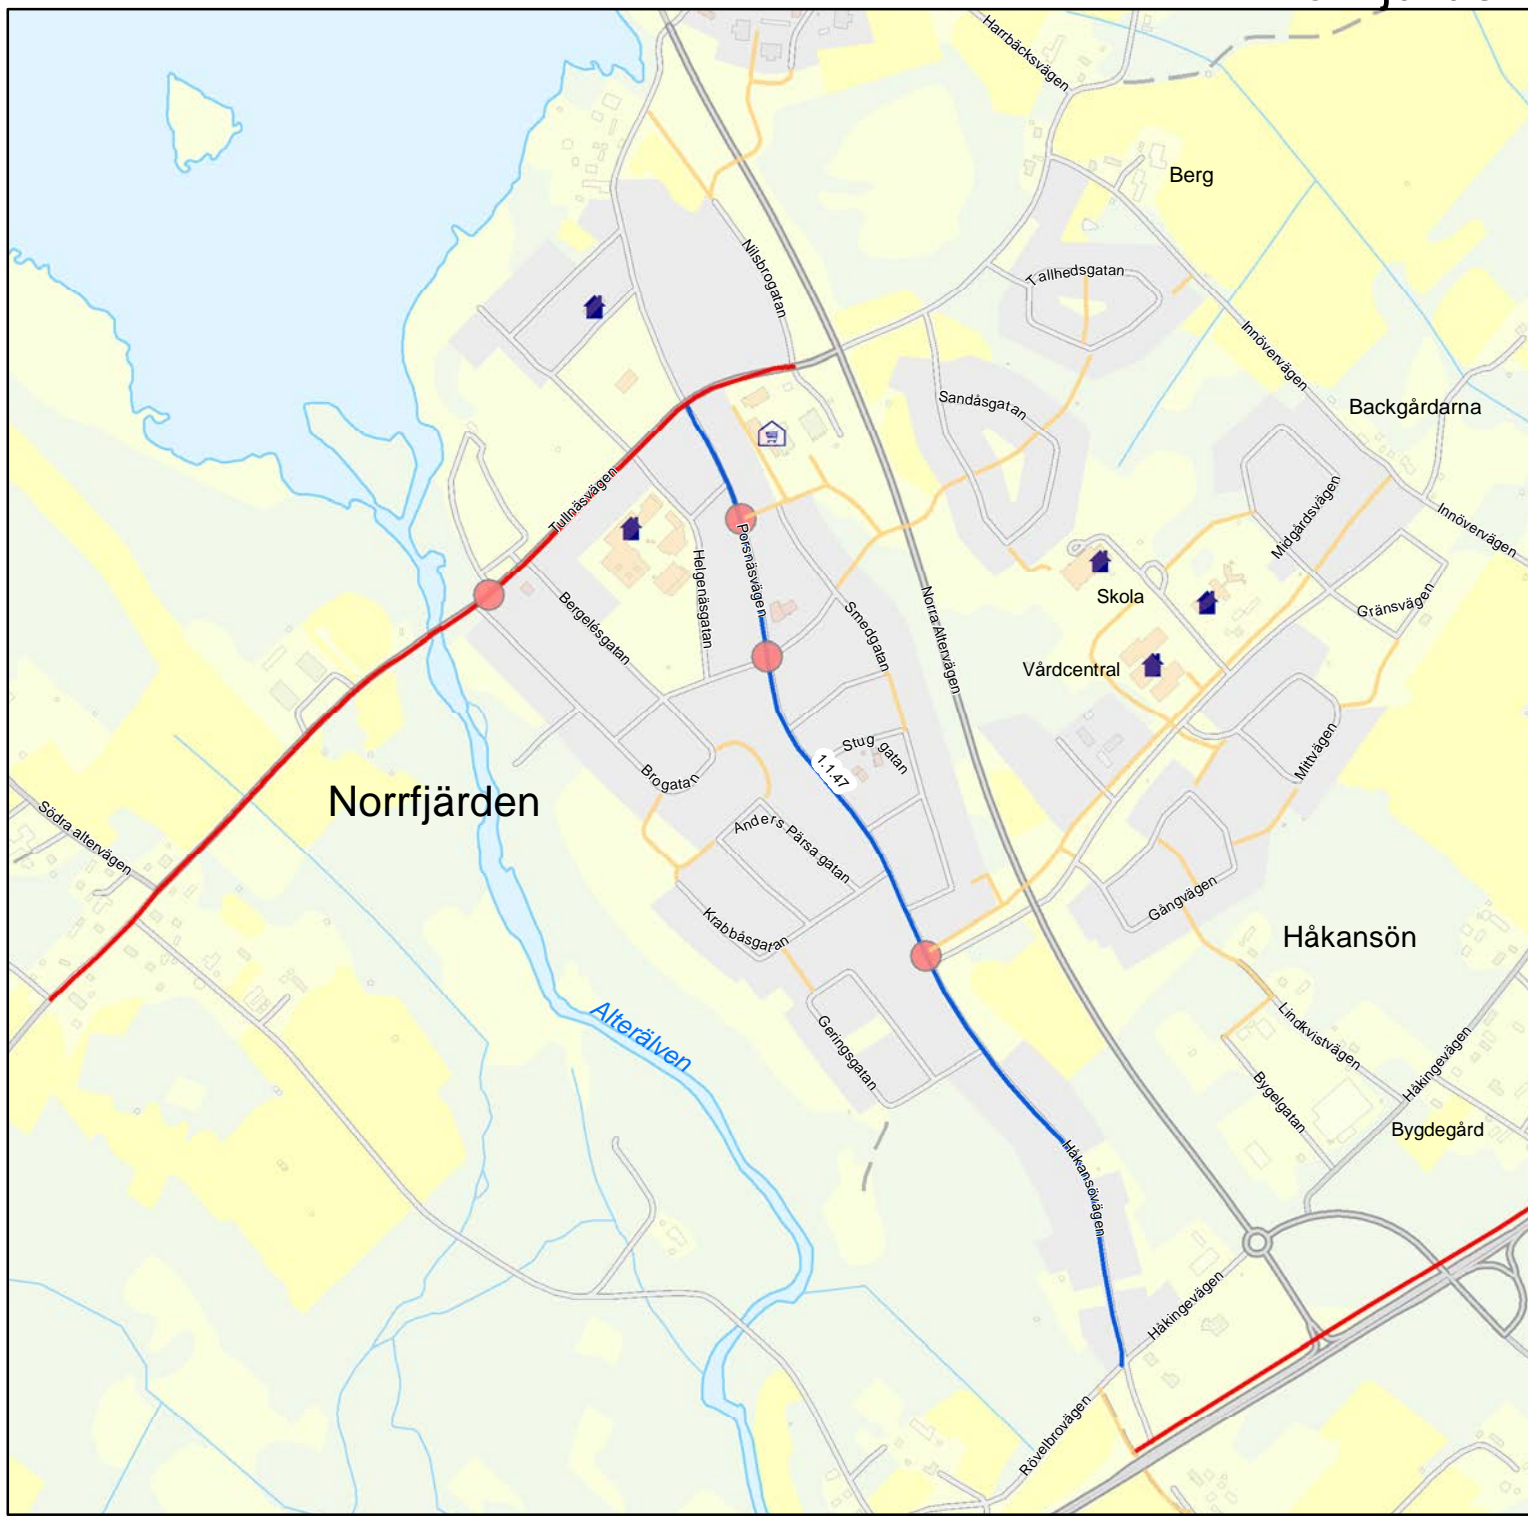 Harrbäcksvägen
Berg
Nilsbrogatan
Tallhedsgatan
Innövervägen
Backgårdarna
Sandåsgatan
Tullnäsvägen
Midgårdsvägen
Innövervägen
Porsnäsvägen
Helgenäsgatan
Bergelésgatan
Smedgatan
Norra Altervägen
Skola
Gränsvägen
Vårdcentral
Stug gatan
Mittvägen
1.1.47
Brogatan
Norrfjärden
Södra altervägen
Anders Pärsa gatan
Gångvägen
Krabbåsgatan
Håkansön
Alterälven
Geringsgatan
Lindkvistvägen
Håkingevägen
Bygelgatan
Bygdegård
Håkansövägen
Håkingevägen
Rövelbrovägen